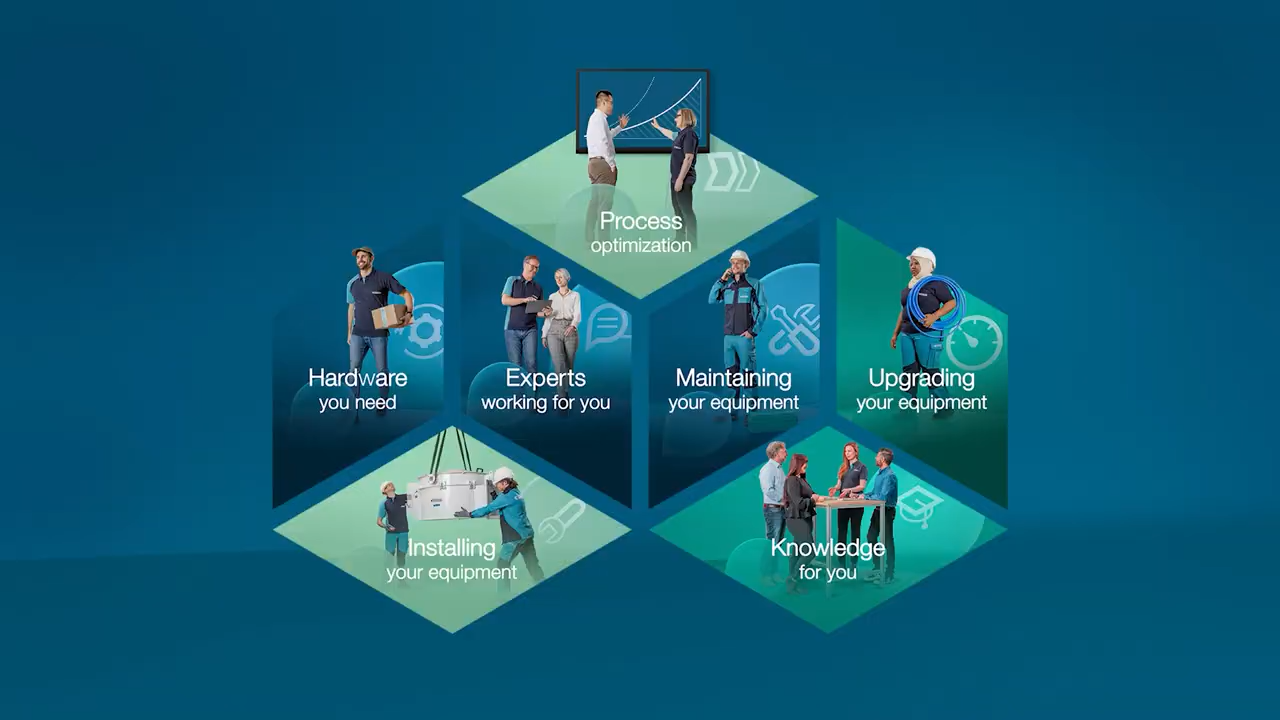 Process
optimization
Hardware
you need
Experts
working for you
Maintaining
your equipment
Upgrading
your equipment
Installing
your equipment
Knowledge
for you